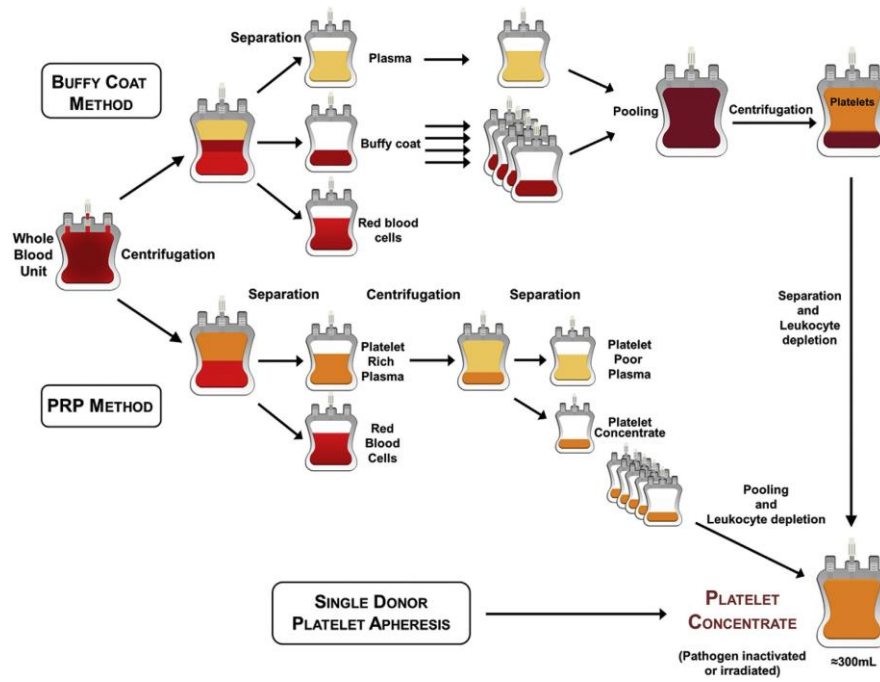 BUFFY COAT
METHOD
Separation
Plasma
Buffy coat
Red blood
cells
Pooling
Centrifugation
Platelets
Whole
Blood
Unit
Centrifugation
Separation
and
Leukocyte
depletion
PRP METHOD
Separation
Centrifugation
Separation
Platelet
Rich
Plasma
Red
Blood
Cells
Platelet
Poor
Plasma
Platelet
Concentrate
Pooling
and
Leukocyte depletion
SINGLE DONOR
PLATELET APHERESIS
PLATELET
CONCENTRATE
(Pathogen inactivated
or irradiated)
≈300mL